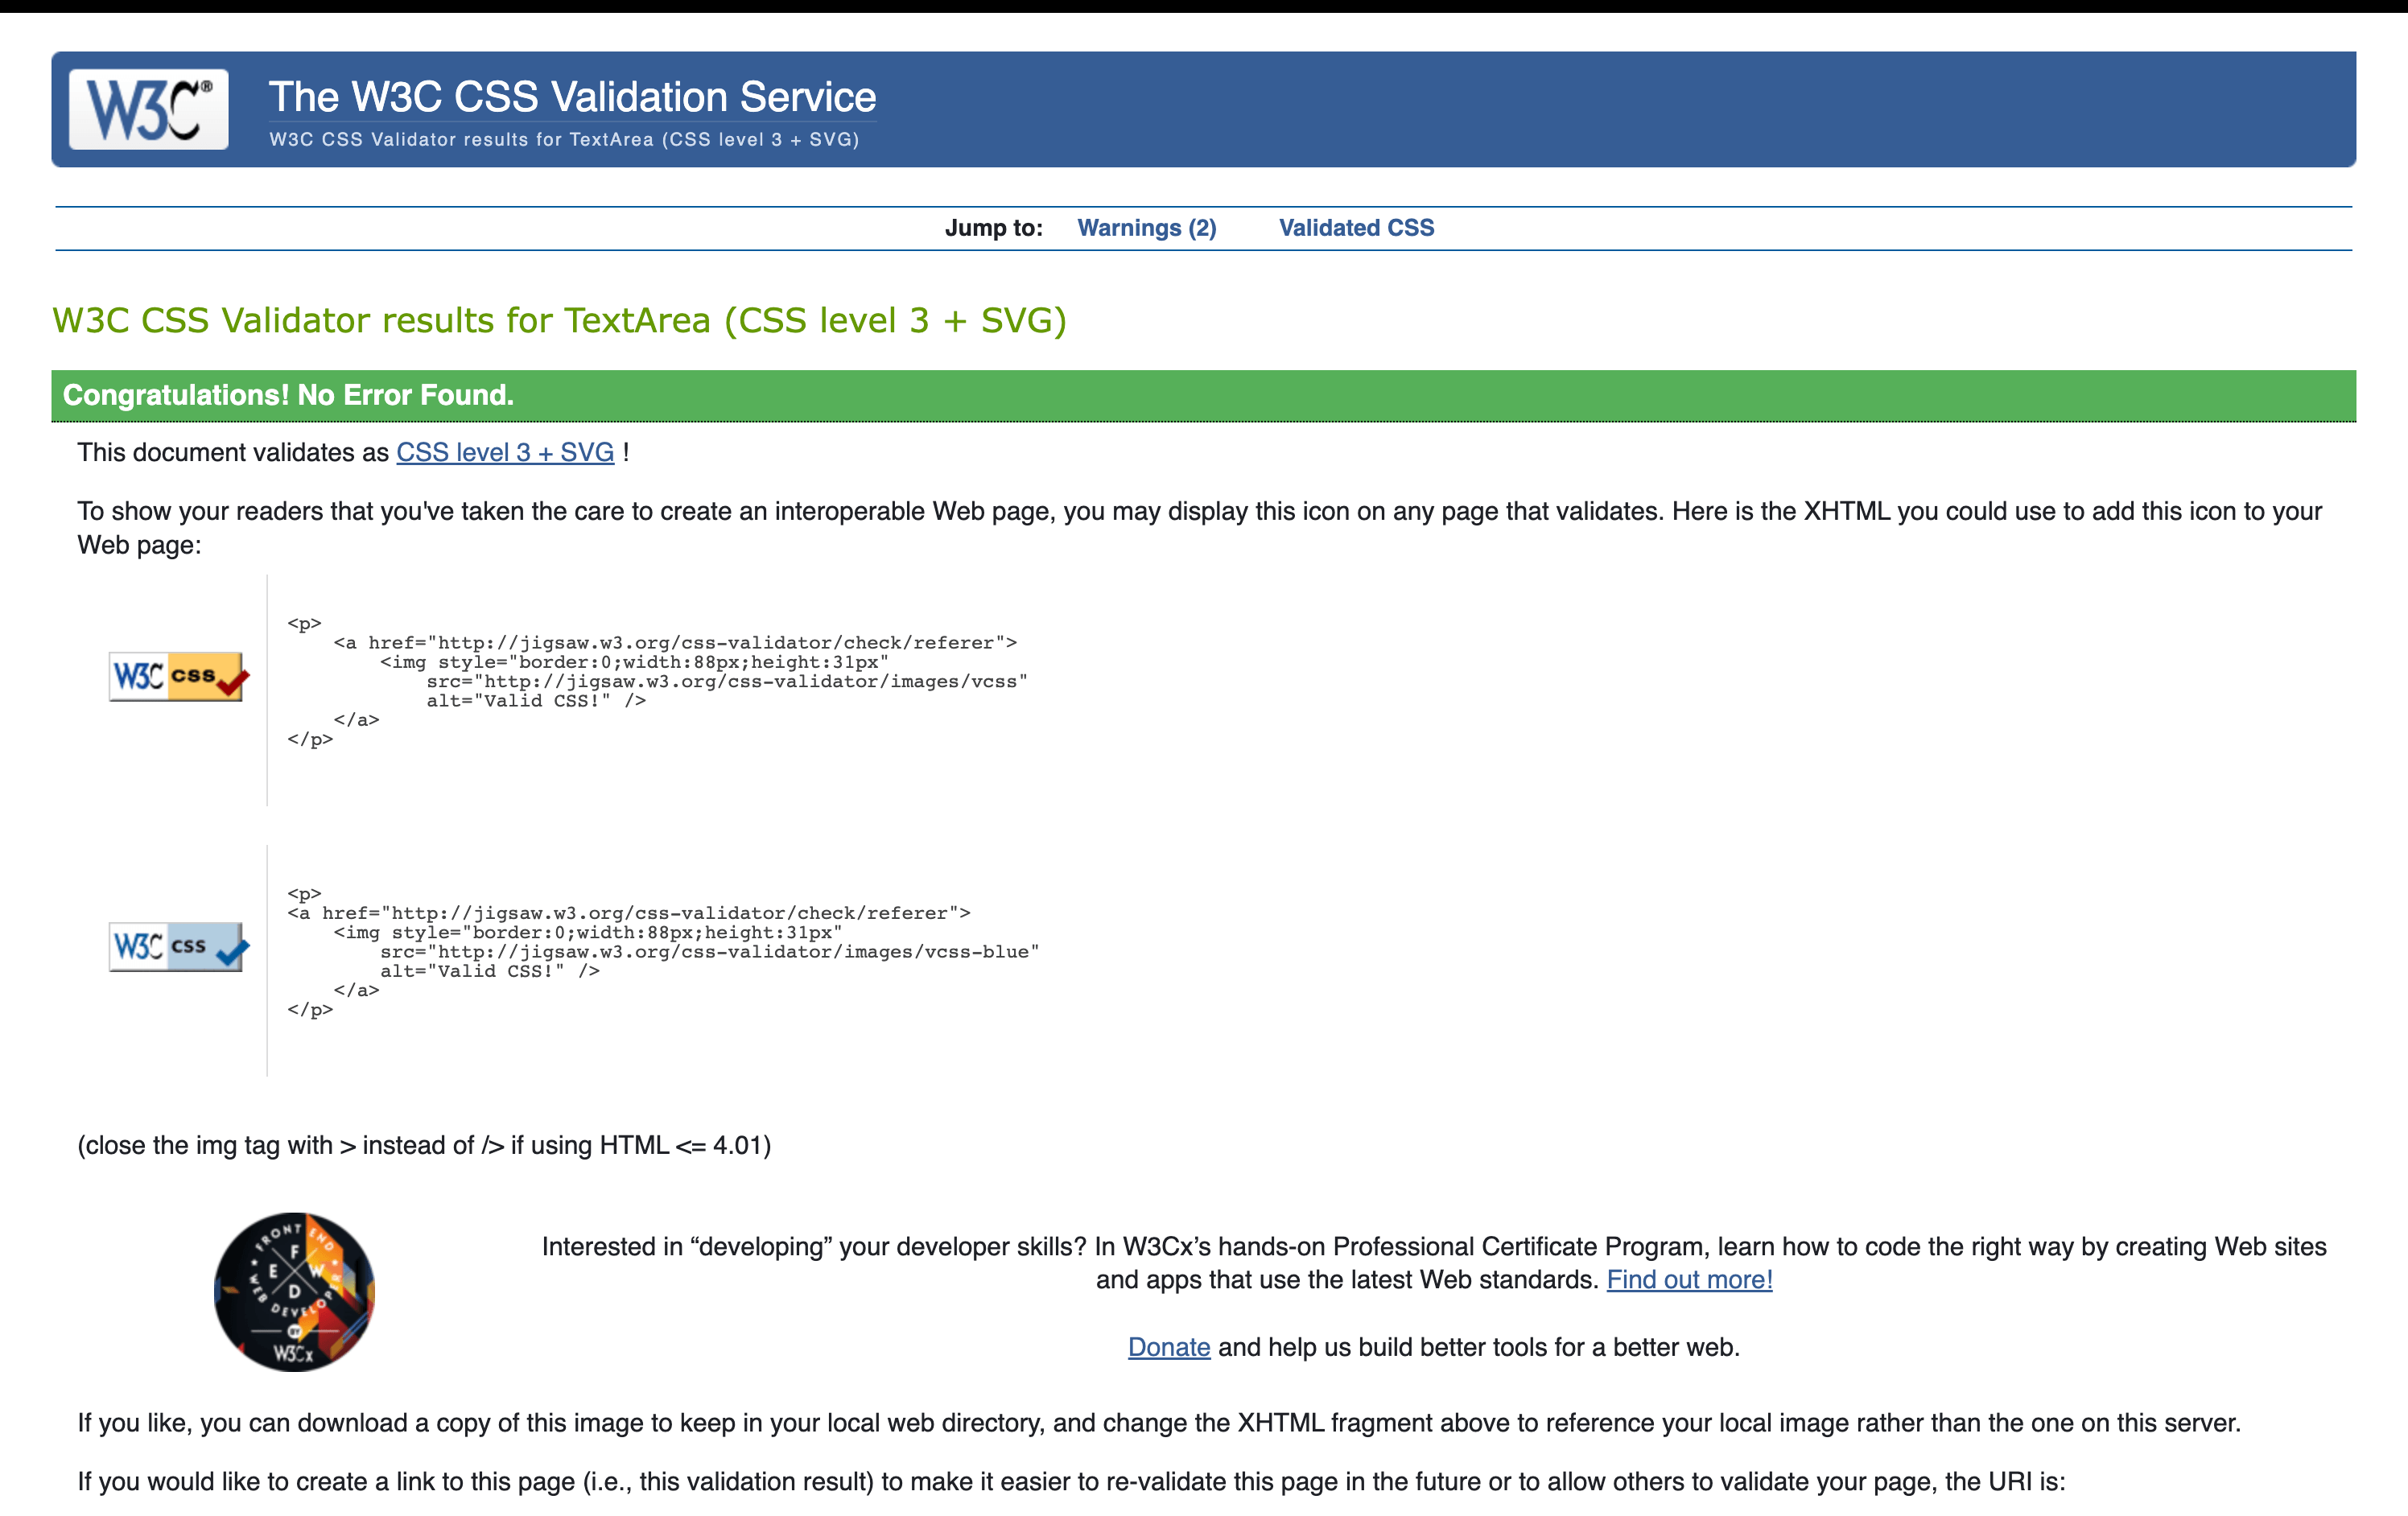 W3C®
The W3C CSS Validation Service
W3C CSS Validator results for TextArea (CSS level 3 + SVG)
Jump to: Warnings (2) Validated CSS
W3C CSS Validator results for TextArea (CSS level 3 + SVG)
Congratulations! No Error Found.
This document validates as CSS level 3 + SVG !
To show your readers that you've taken the care to create an interoperable Web page, you may display this icon on any page that validates. Here is the XHTML you could use to add this icon to your
Web page:
W3C css
<p>
    <a href="http://jigsaw.w3.org/css-validator/check/referer">
        <img style="border:0;width:88px;height:31px"
            src="http://jigsaw.w3.org/css-validator/images/vcss"
            alt="Valid CSS!" />
    </a>
</p>
W3C css
<p>
<a href="http://jigsaw.w3.org/css-validator/check/referer">
    <img style="border:0;width:88px;height:31px"
        src="http://jigsaw.w3.org/css-validator/images/vcss-blue"
        alt="Valid CSS!" />
    </a>
</p>
(close the img tag with > instead of /> if using HTML <= 4.01)
FRONT END
F
E W
D
WEB DEVELOPER
BY
W3Cx
Interested in “developing” your developer skills? In W3Cx’s hands-on Professional Certificate Program, learn how to code the right way by creating Web sites
and apps that use the latest Web standards. Find out more!
Donate and help us build better tools for a better web.
If you like, you can download a copy of this image to keep in your local web directory, and change the XHTML fragment above to reference your local image rather than the one on this server.
If you would like to create a link to this page (i.e., this validation result) to make it easier to re-validate this page in the future or to allow others to validate your page, the URI is: